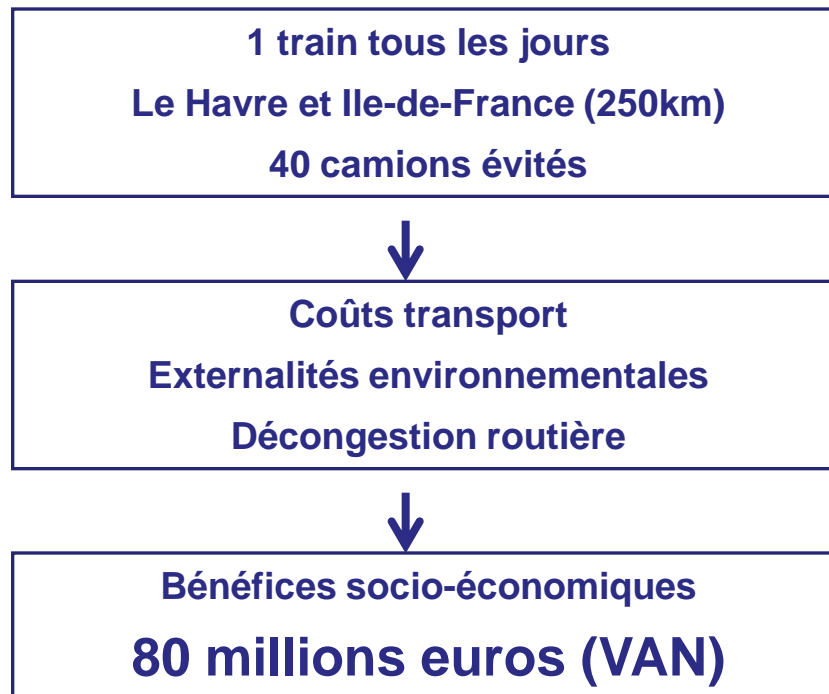 1 train tous les jours
Le Havre et Ile-de-France (250km)
40 camions évités
Coûts transport
Externalités environnementales
Décongestion routière
Bénéfices socio-économiques
80 millions euros (VAN)